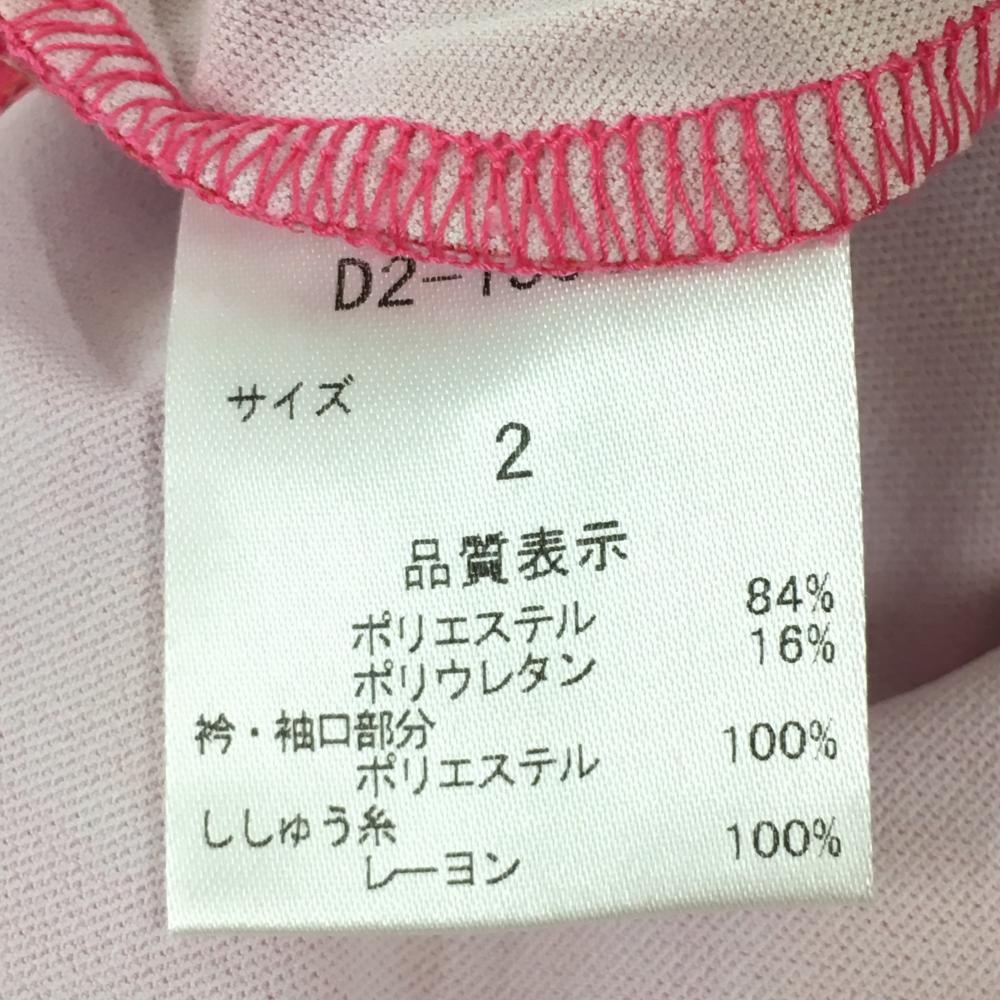 サイズ
2
品質表示
ポリエステル 84%
ポリウレタン 16%
衿・袖口部分
ポリエステル 100%
ししゅう糸
レーヨン 100%